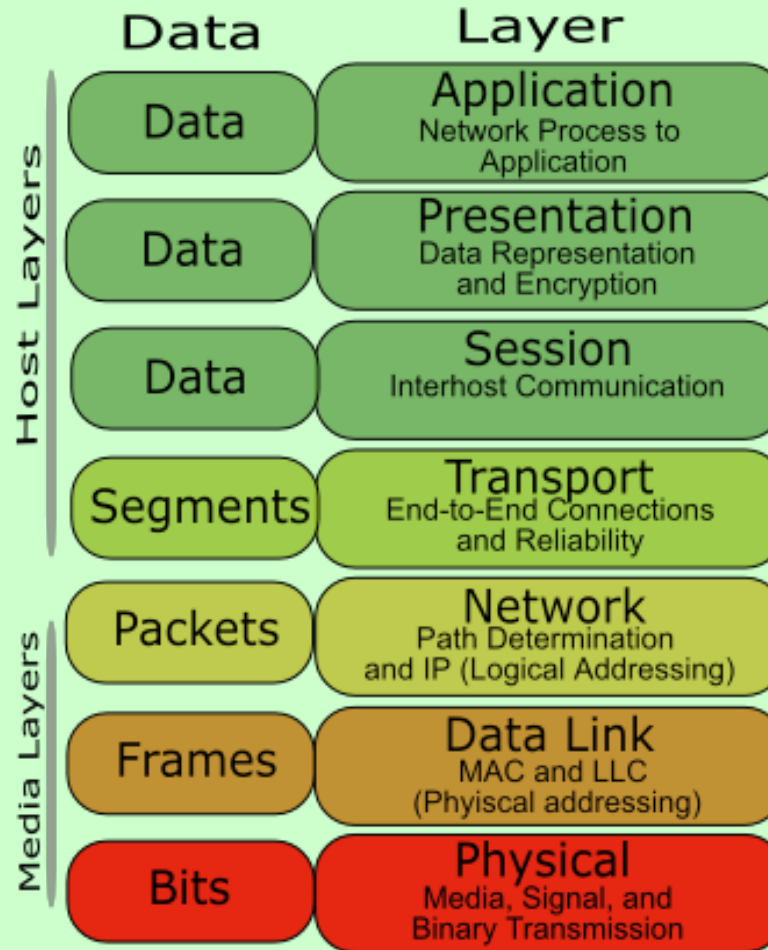 Data
Layer
Host Layers
Data
Application
Network Process to
Application
Data
Presentation
Data Representation
and Encryption
Data
Session
Interhost Communication
Segments
Transport
End-to-End Connections
and Reliability
Media Layers
Packets
Network
Path Determination
and IP (Logical Addressing)
Frames
Data Link
MAC and LLC
(Phyiscal addressing)
Bits
Physical
Media, Signal, and
Binary Transmission